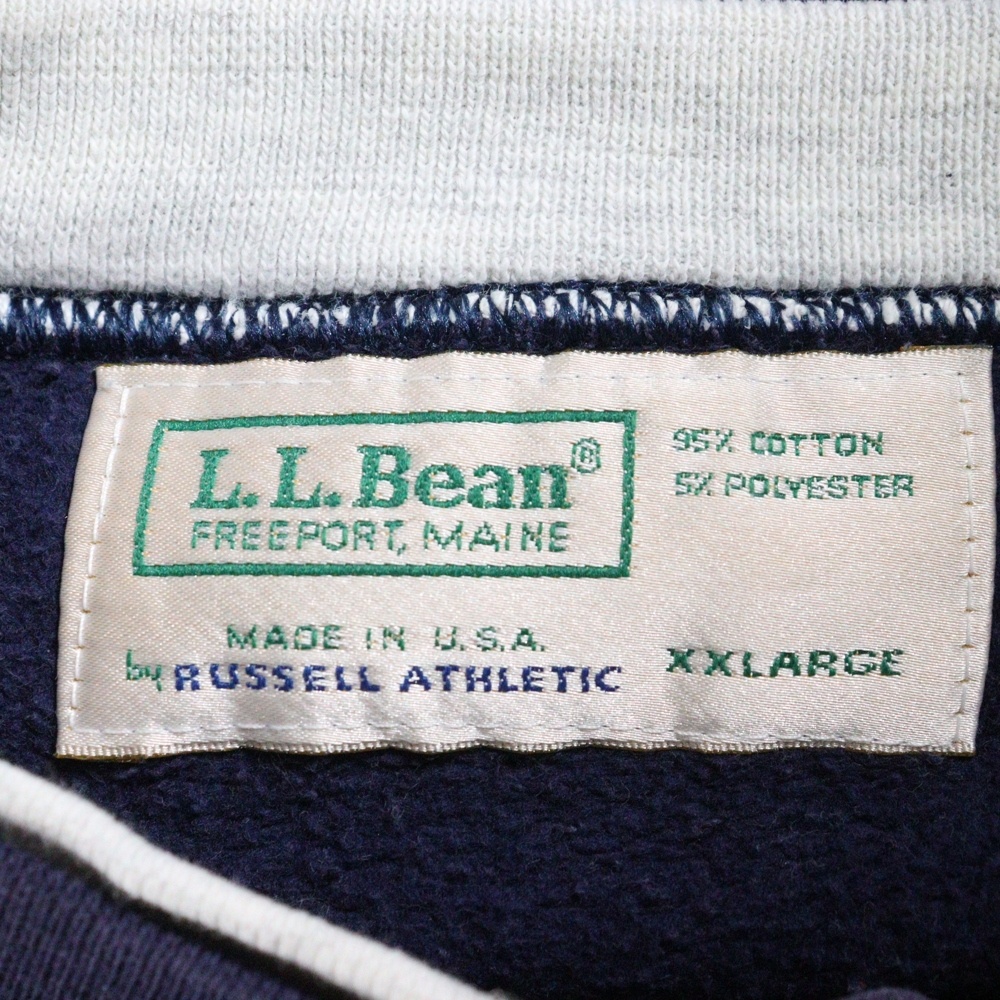 L.L.Bean®
FREEPORT, MAINE
95% COTTON
5% POLYESTER
MADE IN U.S.A.
by RUSSELL ATHLETIC
XXLARGE